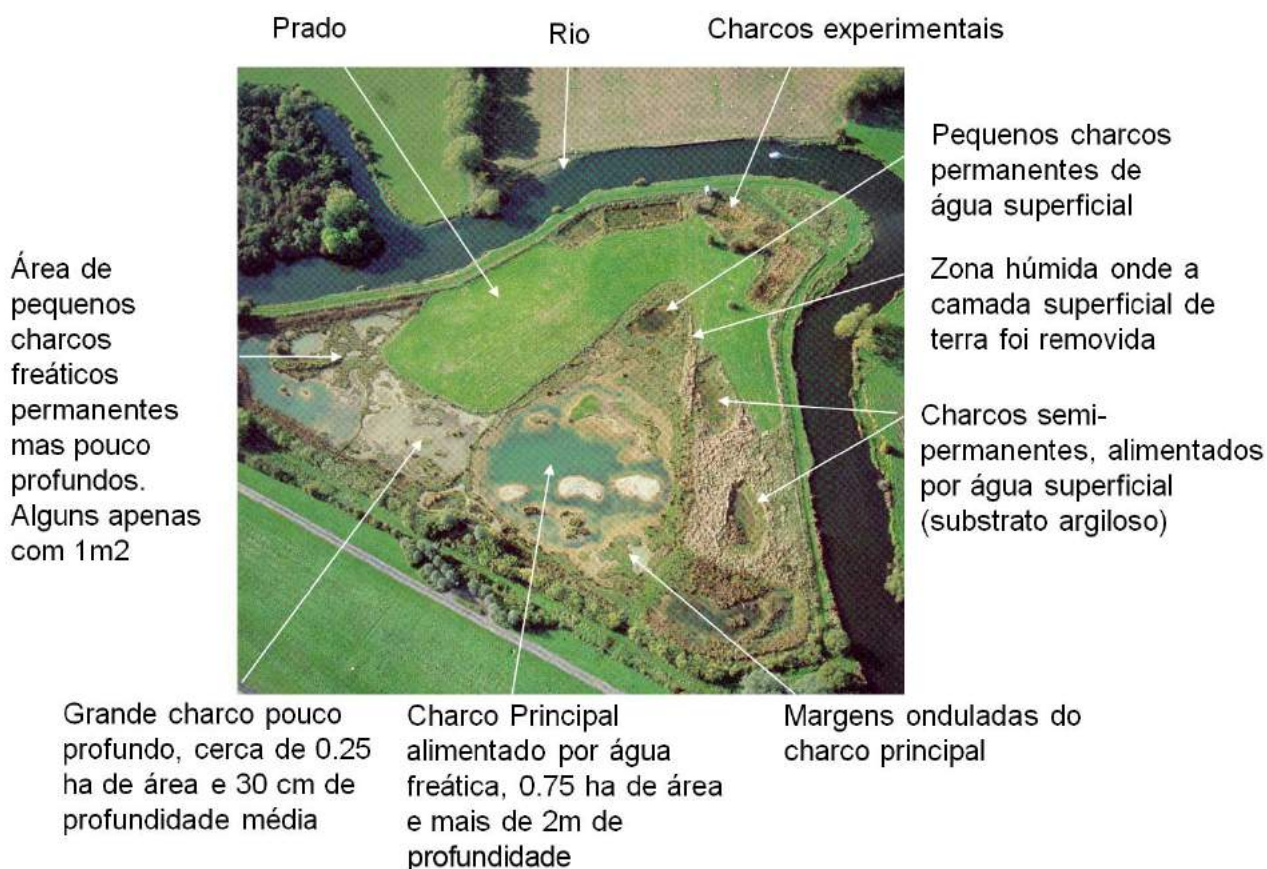 Prado
Rio
Charcos experimentais
Pequenos charcos
permanentes de
água superficial
Zona húmida onde a
camada superficial de
terra foi removida
Charcos semi-
permanentes, alimentados
por água superficial
(substrato argiloso)
Área de
pequenos
charcos
freáticos
permanentes
mas pouco
profundos.
Alguns apenas
com 1m2
Grande charco pouco
profundo, cerca de 0.25
ha de área e 30 cm de
profundidade média
Charco Principal
alimentado por água
freática, 0.75 ha de área
e mais de 2m de
profundidade
Margens onduladas do
charco principal